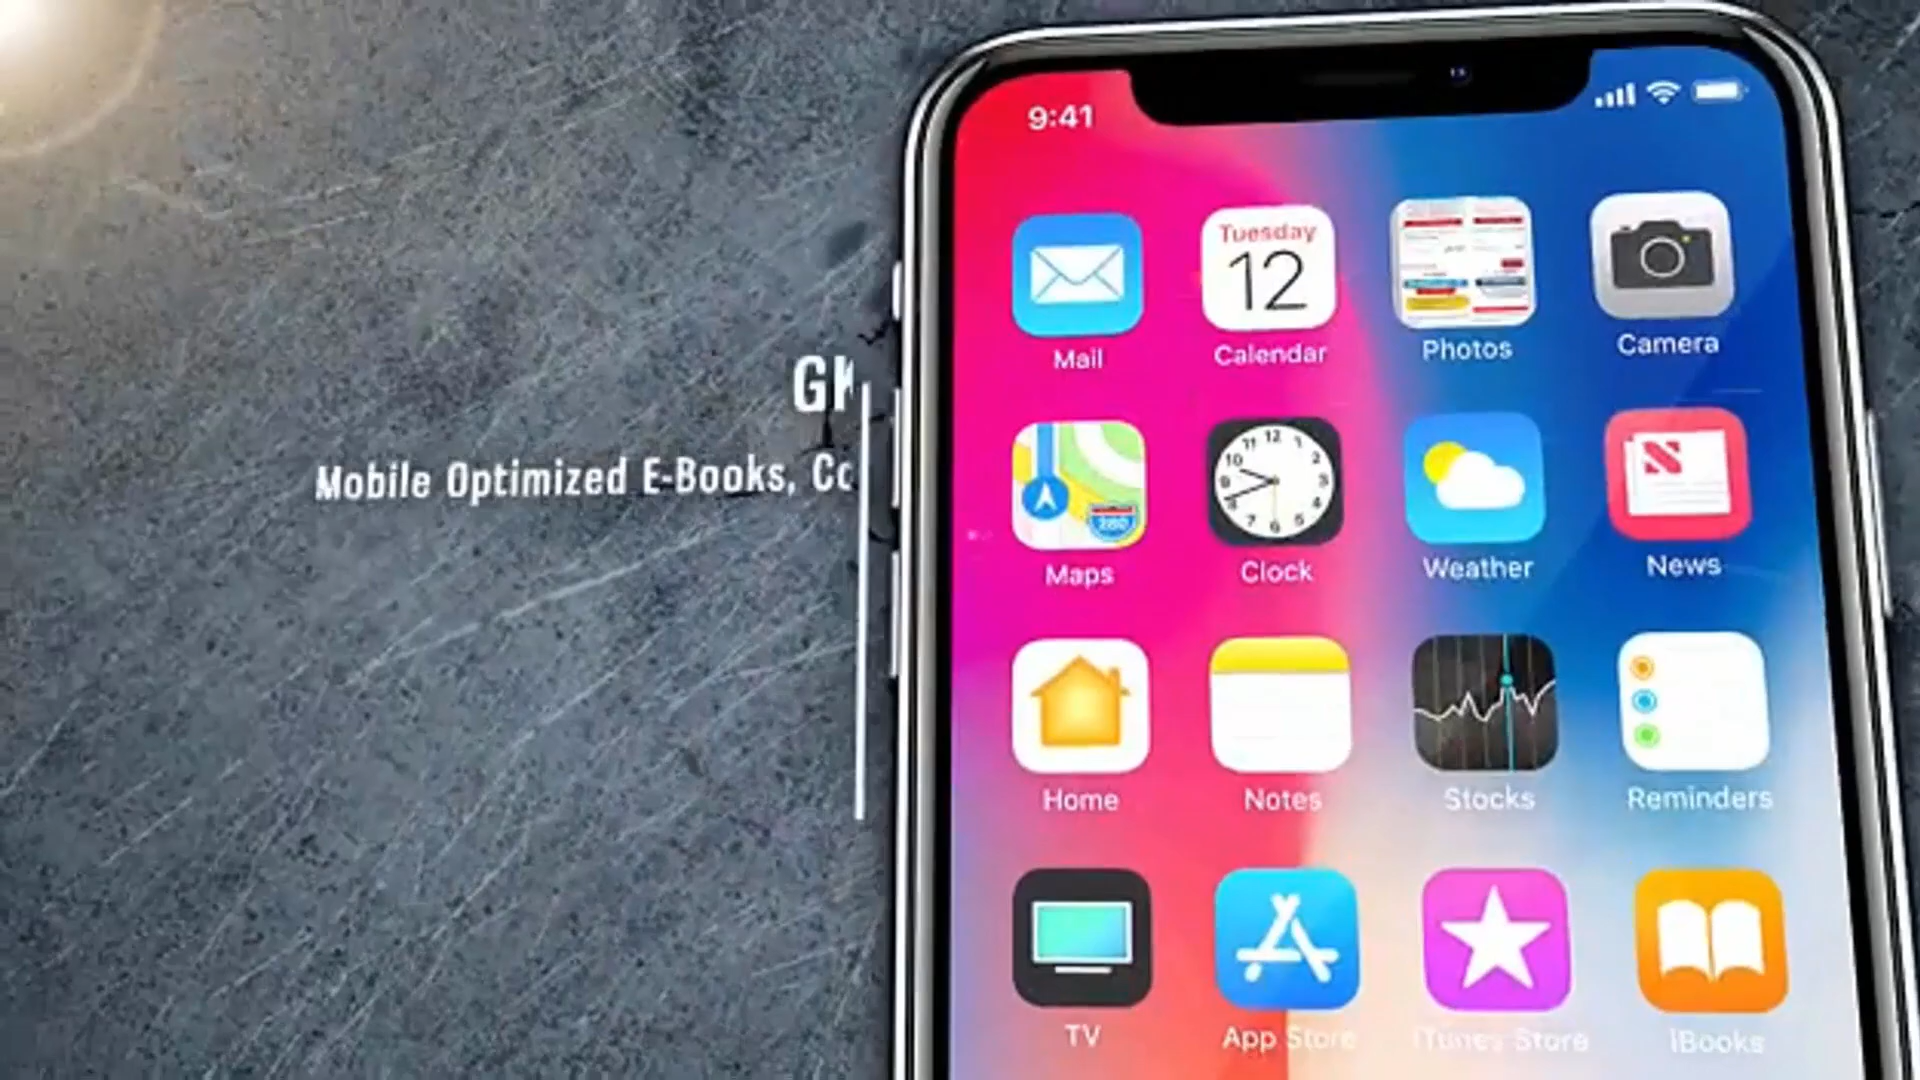 GK
Mobile Optimized E-Books, Co
9:41
Tuesday
12
Mail
Calendar
Photos
Camera
280
Maps
Clock
Weather
News
Home
Notes
Stocks
Reminders
TV
App Store
iTunes Store
iBooks